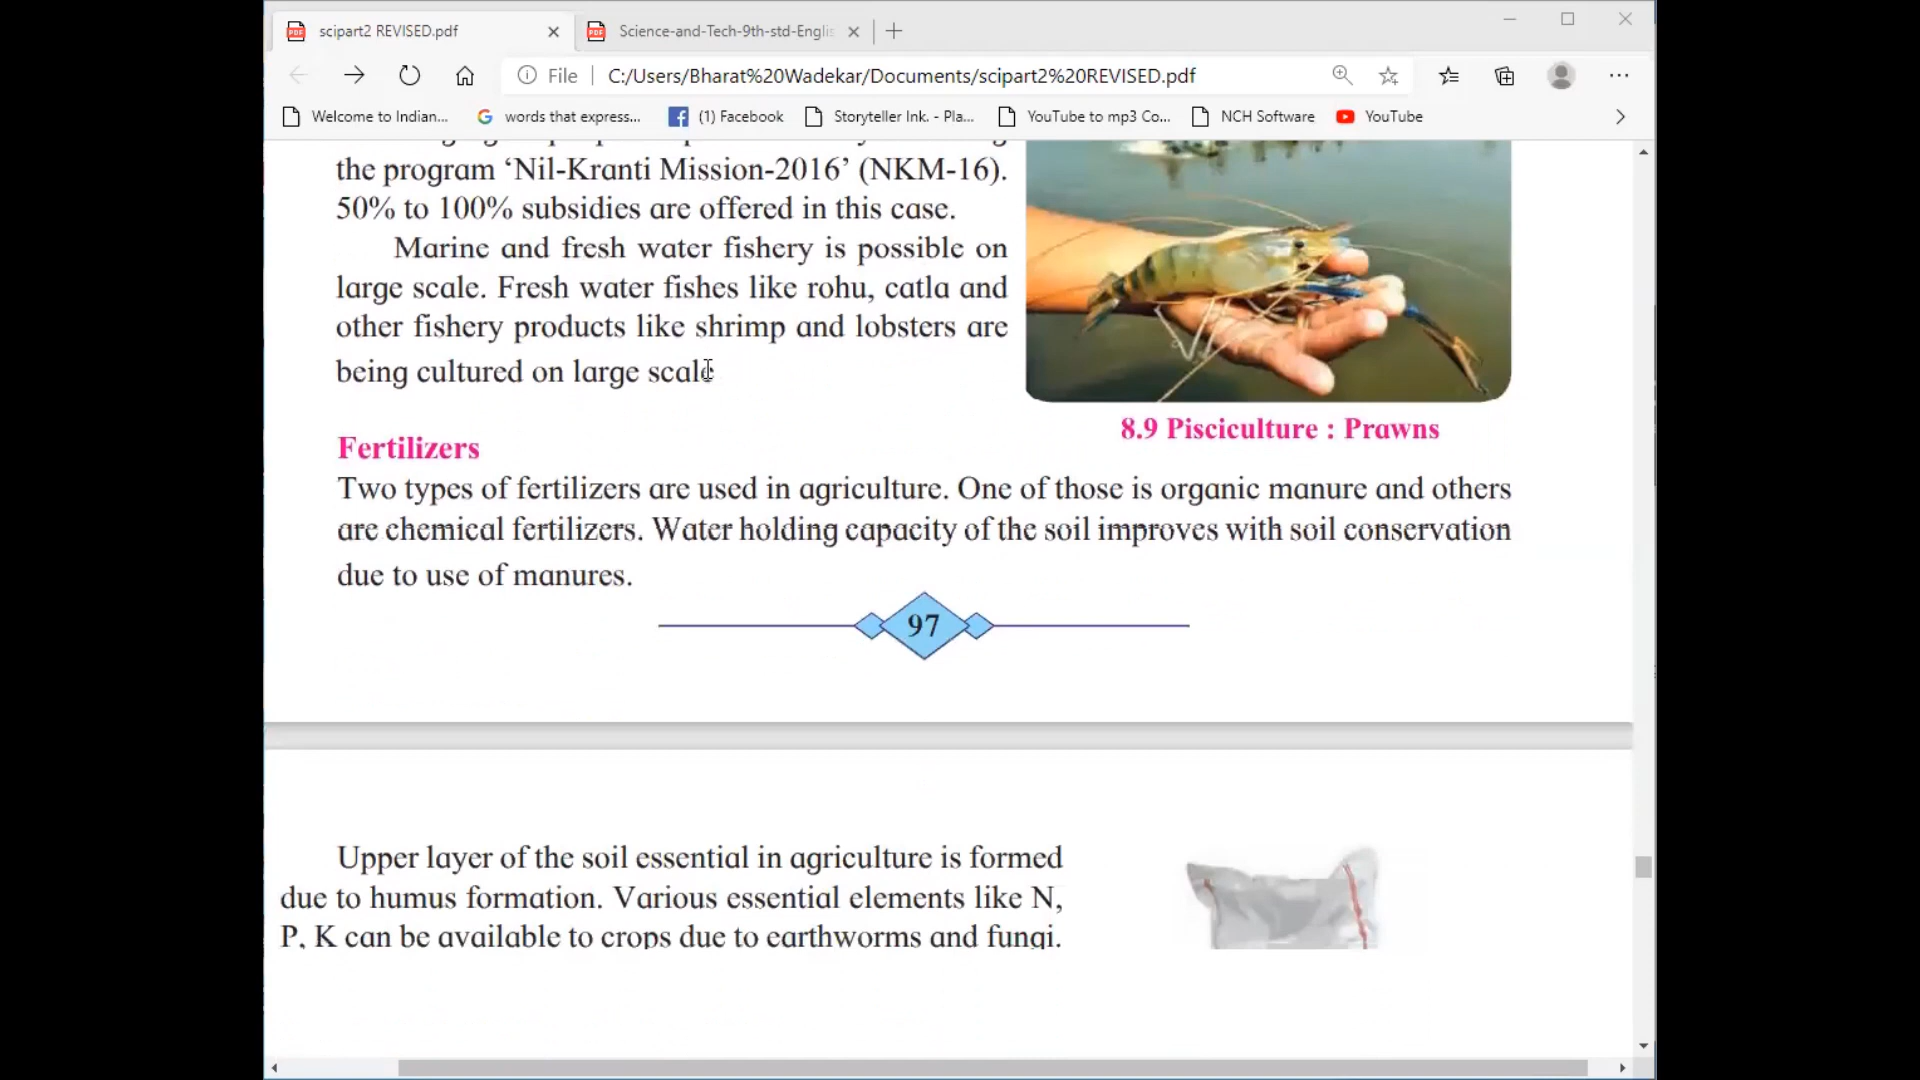 scipart2 REVISED.pdf
Science-and-Tech-9th-std-Englis
File
C:/Users/Bharat%20Wadekar/Documents/scipart2%20REVISED.pdf
Welcome to Indian...
words that express...
(1) Facebook
Storyteller Ink. - Pla...
YouTube to mp3 Co...
NCH Software
YouTube
the program ‘Nil-Kranti Mission-2016’ (NKM-16).
50% to 100% subsidies are offered in this case.
Marine and fresh water fishery is possible on
large scale. Fresh water fishes like rohu, catla and
other fishery products like shrimp and lobsters are
being cultured on large scale
8.9 Pisciculture : Prawns
Fertilizers
Two types of fertilizers are used in agriculture. One of those is organic manure and others
are chemical fertilizers. Water holding capacity of the soil improves with soil conservation
due to use of manures.
97
Upper layer of the soil essential in agriculture is formed
due to humus formation. Various essential elements like N,
P, K can be available to crops due to earthworms and fungi.